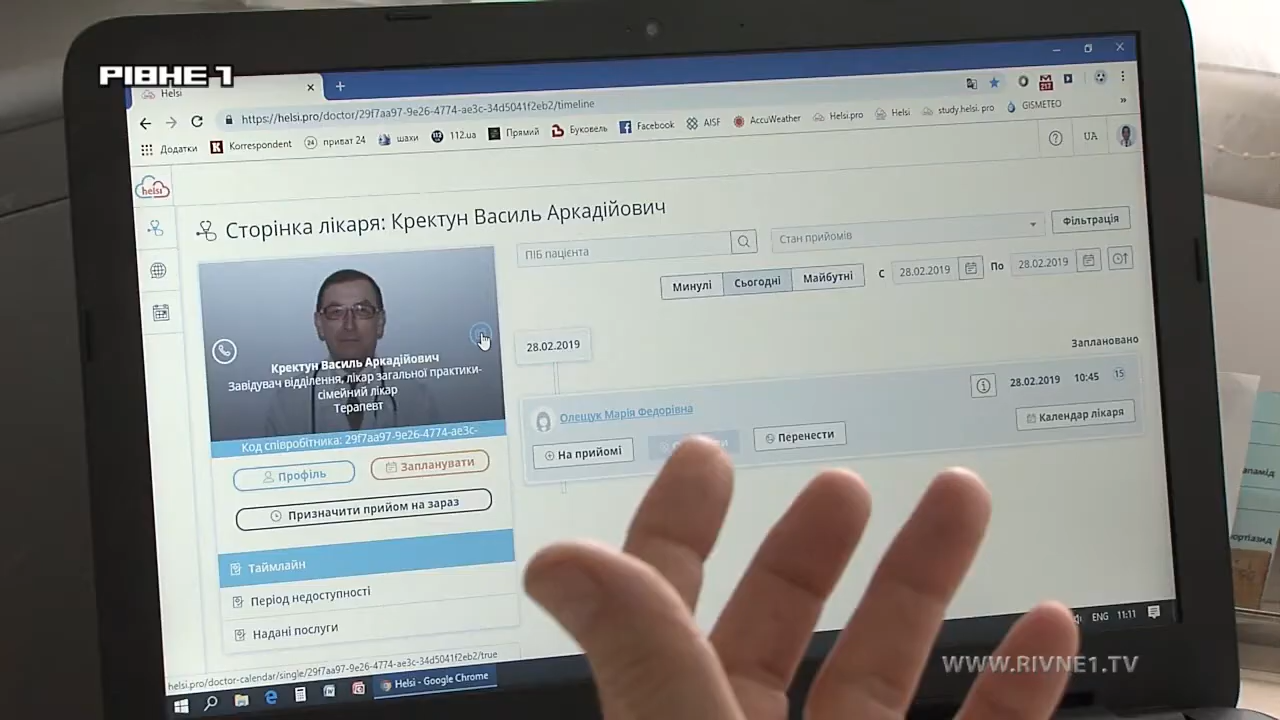 РІВНЕ 1
Helsi
https://helsi.pro/doctor/29f7aa97-9e26-4774-ae3c-34d5041f2eb2/timeline
Додатки Korrespondent 24 приват 24 шахи 112 112.ua Прямий Буковель Facebook AISF AccuWeather Helsi.pro Helsi study.helsi.pro GISMETEO »
UA
helsi
Сторінка лікаря: Кректун Василь Аркадійович
ПІБ пацієнта
Стан прийомів
Фільтрація
Минулі Сьогодні Майбутні С 28.02.2019 По 28.02.2019
Кректун Василь Аркадійович
Завідувач відділення, лікар загальної практики-
сімейний лікар
Терапевт
Код співробітника: 29f7aa97-9e26-4774-ae3c-
Профіль
Запланувати
Призначити прийом на зараз
Таймлайн
Період недоступності
Надані послуги
28.02.2019
Заплановано
28.02.2019 10:45 15
Олещук Марія Федорівна
На прийомі
Перенести
Календар лікаря
helsi.pro/doctor-calendar/single/29f7aa97-9e26-4774-ae3c-34d5041f2eb2/true
Helsi - Google Chrome
ENG 11:11
WWW.RIVNE1.TV